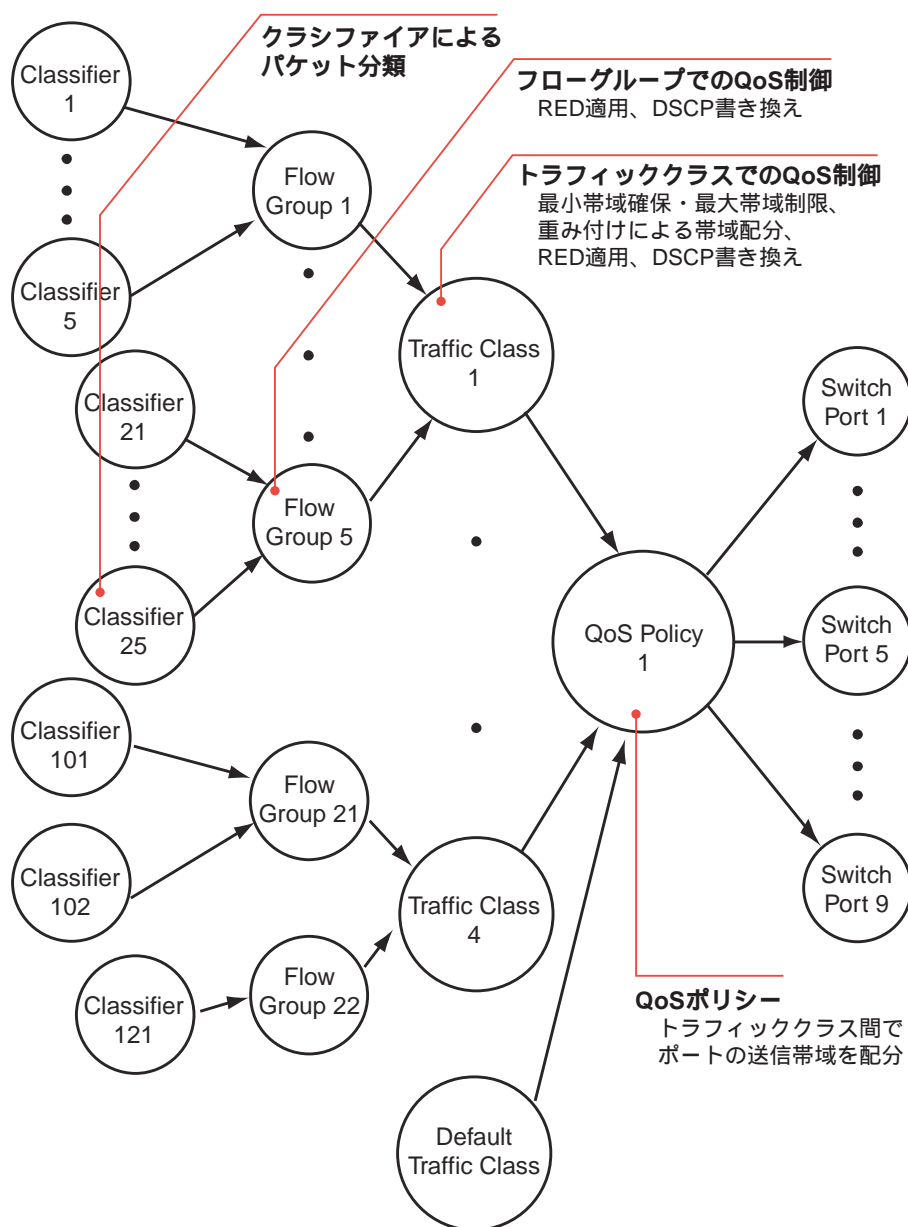 クラシファイアによる
パケット分類
フローグループでのQoS制御
RED適用、DSCP書き換え
トラフィッククラスでのQoS制御
最小帯域確保・最大帯域制限、
重み付けによる帯域配分、
RED適用、DSCP書き換え
Classifier
1
Flow
Group 1
Classifier
5
Traffic Class
1
Switch
Port 1
Classifier
21
Flow
Group 5
Classifier
25
QoS Policy
1
Switch
Port 5
Classifier
101
Flow
Group 21
Classifier
102
Traffic Class
4
Switch
Port 9
Flow
Group 22
Classifier
121
QoSポリシー
トラフィッククラス間で
ポートの送信帯域を配分
Default
Traffic Class